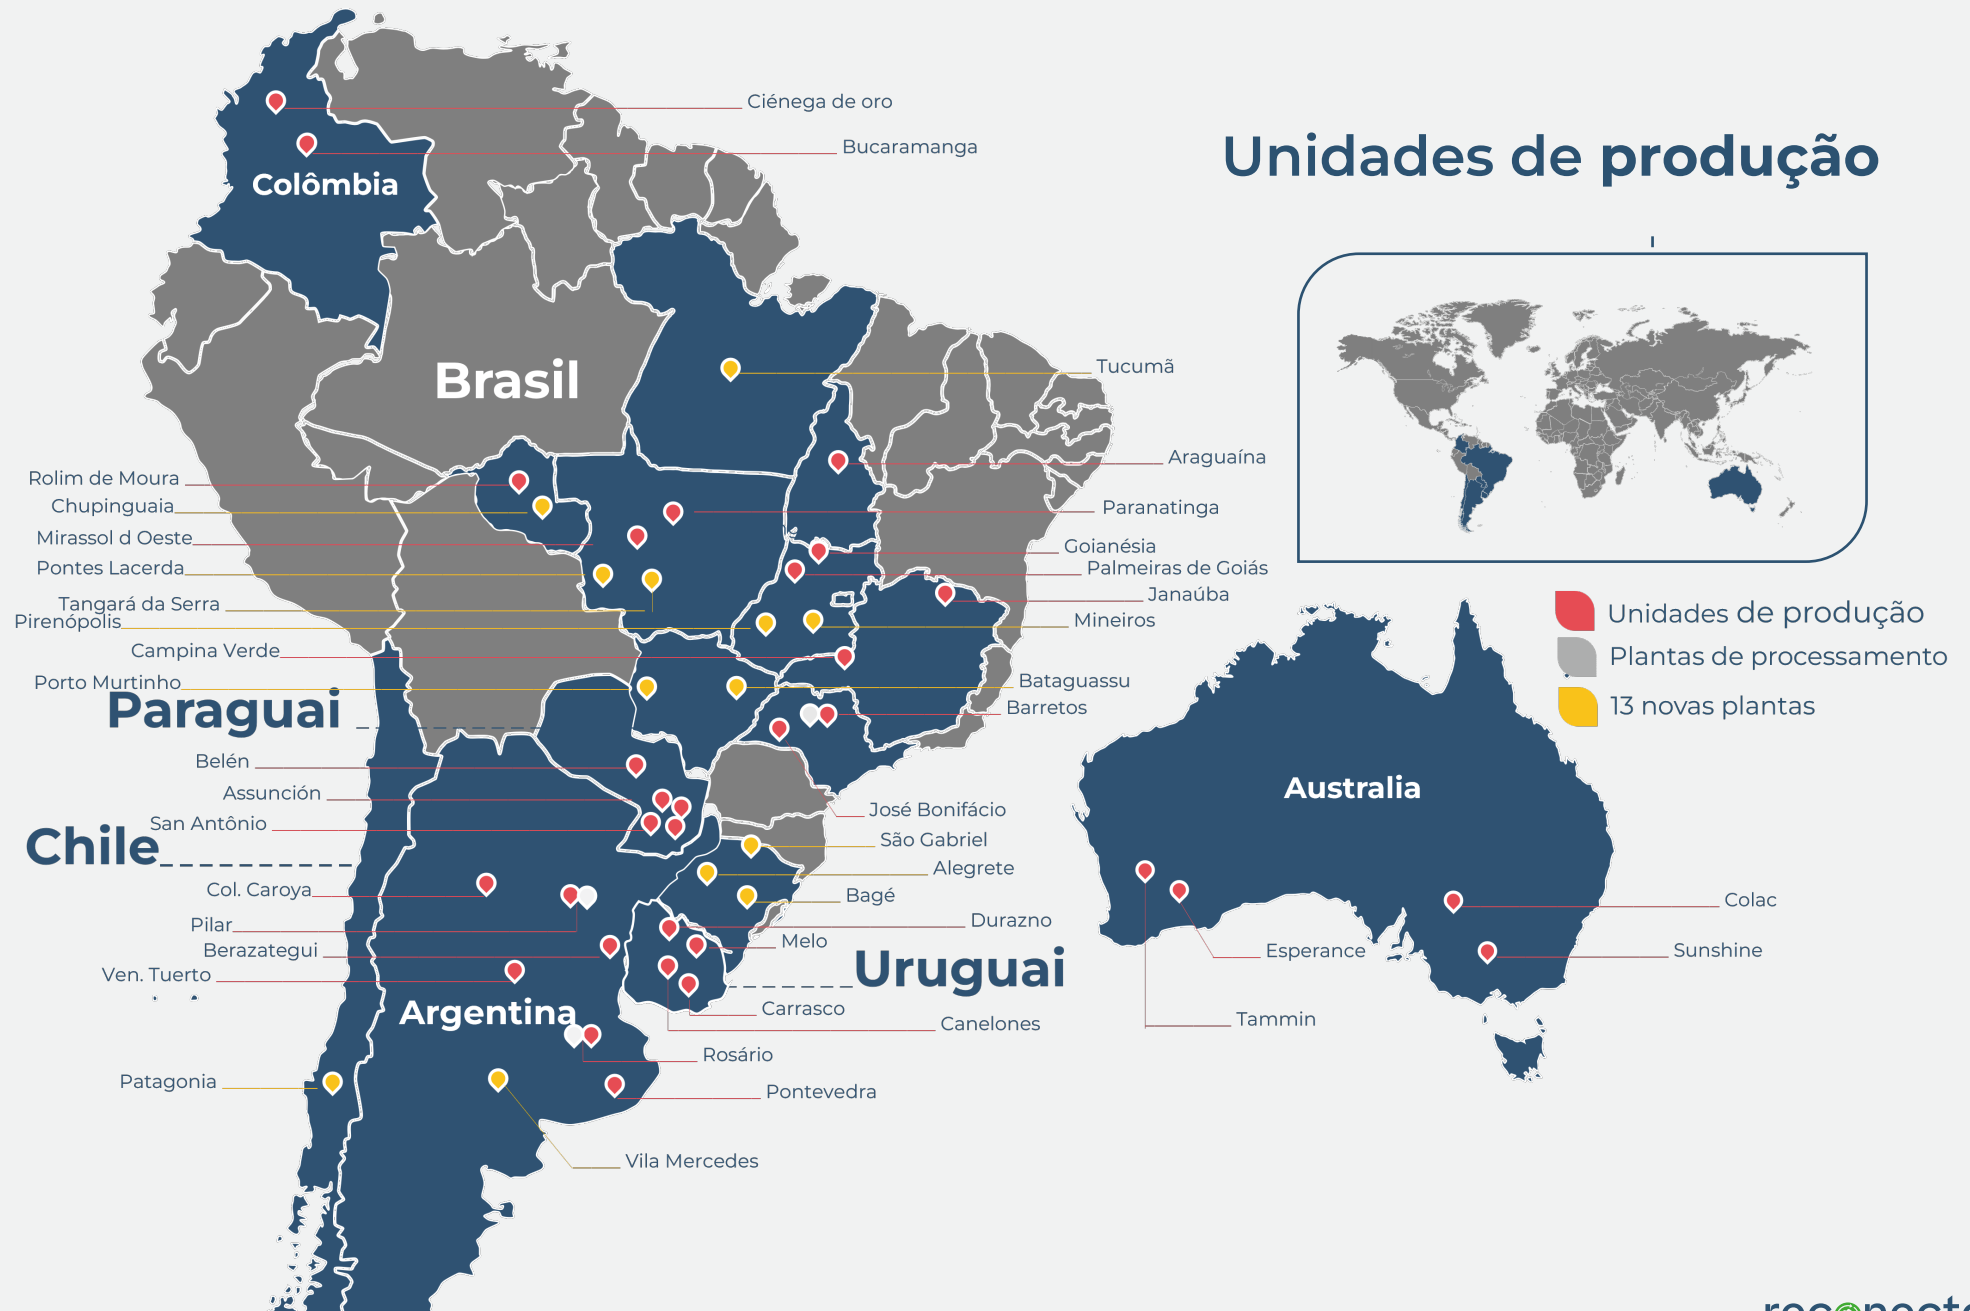 Ciénega de oro
Bucaramanga
Colômbia
Unidades de produção
Brasil
Tucumã
Araguaína
Rolim de Moura
Chupinguaia
Paranatinga
Mirassol d Oeste
Goianésia
Pontes Lacerda
Palmeiras de Goiás
Janaúba
Tangará da Serra
Pirenópolis
Mineiros
Campina Verde
Porto Murtinho
Bataguassu
Barretos
Unidades de produção
Plantas de processamento
13 novas plantas
Paraguai
Belén
Assunción
San Antônio
José Bonifácio
São Gabriel
Chile
Alegrete
Col. Caroya
Bagé
Pilar
Durazno
Berazategui
Melo
Ven. Tuerto
Uruguai
Argentina
Carrasco
Canelones
Rosário
Patagonia
Pontevedra
Vila Mercedes
Australia
Colac
Esperance
Sunshine
Tammin